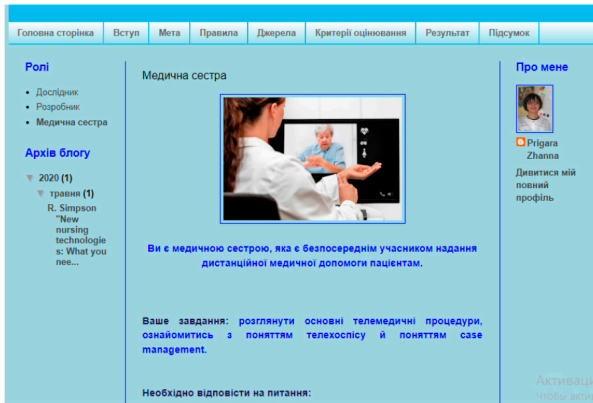 Головна сторінка Вступ Мета Правила Джерела Критерії оцінювання Результат Підсумок
Ролі
Дослідник
Розробник
Медична сестра
Архів блогу
▼ 2020 (1)
▼ травня (1)
R. Simpson
"New
nursing
technologie
s: What you
nee...
Медична сестра
Ви є медичною сестрою, яка є безпосереднім учасником надання
дистанційної медичної допомоги пацієнтам.
Ваше завдання: розглянути основні телемедичні процедури,
ознайомитись з поняттям телехоспісу й поняттям case
management.
Необхідно відповісти на питання:
Про мене
Prigara
Zhanna
Дивитися мій
повний
профіль